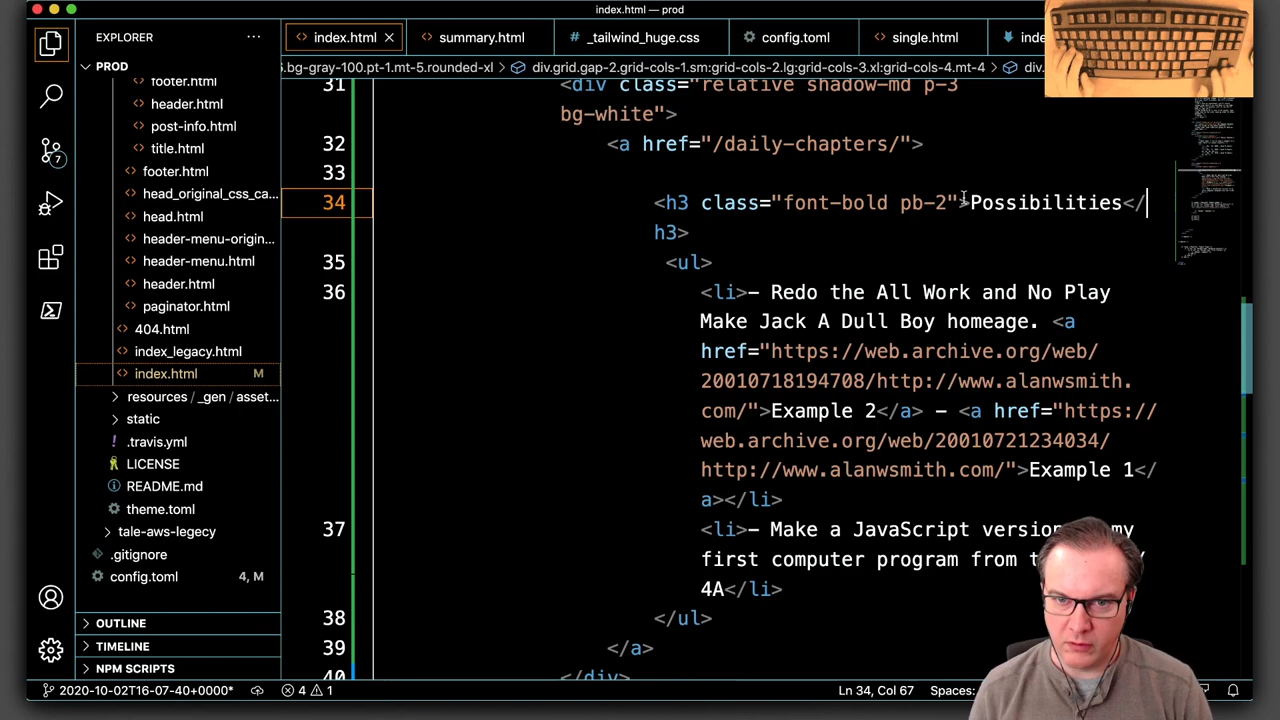 index.html — prod
EXPLORER
index.html
summary.html
_tailwind_huge.css
config.toml
single.html
PROD
.bg-gray-100.pt-1.mt-5.rounded-xl
div.grid.gap-2.grid-cols-1.sm:grid-cols-2.lg:grid-cols-3.xl:grid-cols-4.mt-4
footer.html
header.html
post-info.html
title.html
footer.html
head_original_css_ca...
head.html
header-menu-origin...
header-menu.html
header.html
paginator.html
404.html
index_legacy.html
index.html M
resources / _gen / asset...
static
.travis.yml
LICENSE
README.md
theme.toml
tale-aws-legacy
.gitignore
config.toml 4, M
OUTLINE
TIMELINE
NPM SCRIPTS
7
31 <div class="relative shadow-md p-3
bg-white">
32 <a href="/daily-chapters/">
33
34 <h3 class="font-bold pb-2">Possibilities</
h3>
35 <ul>
36 <li>- Redo the All Work and No Play
Make Jack A Dull Boy homeage. <a
href="https://web.archive.org/web/
20010718194708/http://www.alanwsmith.
com/">Example 2</a> - <a href="https://
web.archive.org/web/20010721234034/
http://www.alanwsmith.com/">Example 1</
a></li>
37 <li>- Make a JavaScript version my
first computer program from
4A</li>
38 </ul>
39 </a>
40 </div>
2020-10-02T16-07-40+0000* 4 1 Ln 34, Col 67 Spaces: